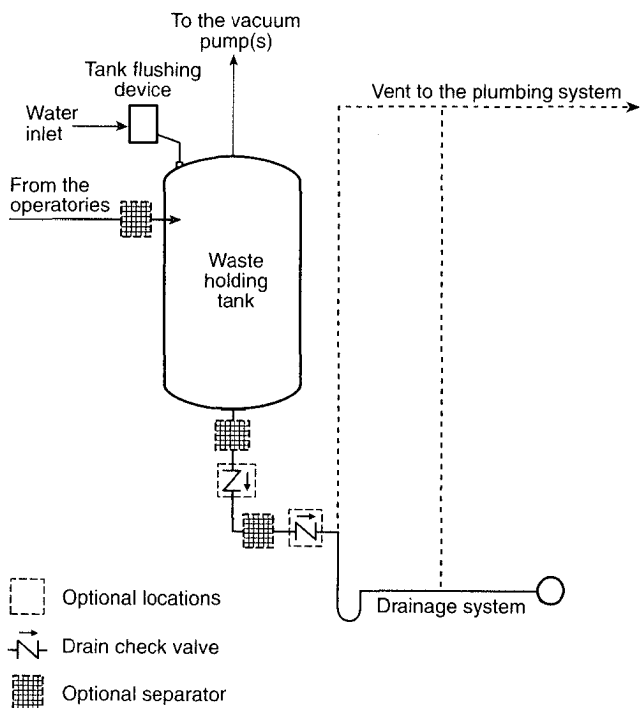 To the vacuum
pump(s)
Tank flushing
device
Vent to the plumbing system
Water
inlet
From the
operatories
Waste
holding
tank
Drainage system
Optional locations
Drain check valve
Optional separator